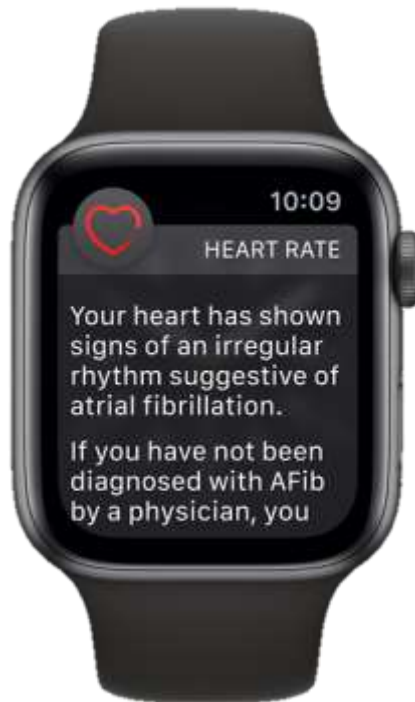 10:09
HEART RATE
Your heart has shown
signs of an irregular
rhythm suggestive of
atrial fibrillation.
If you have not been
diagnosed with AFib
by a physician, you